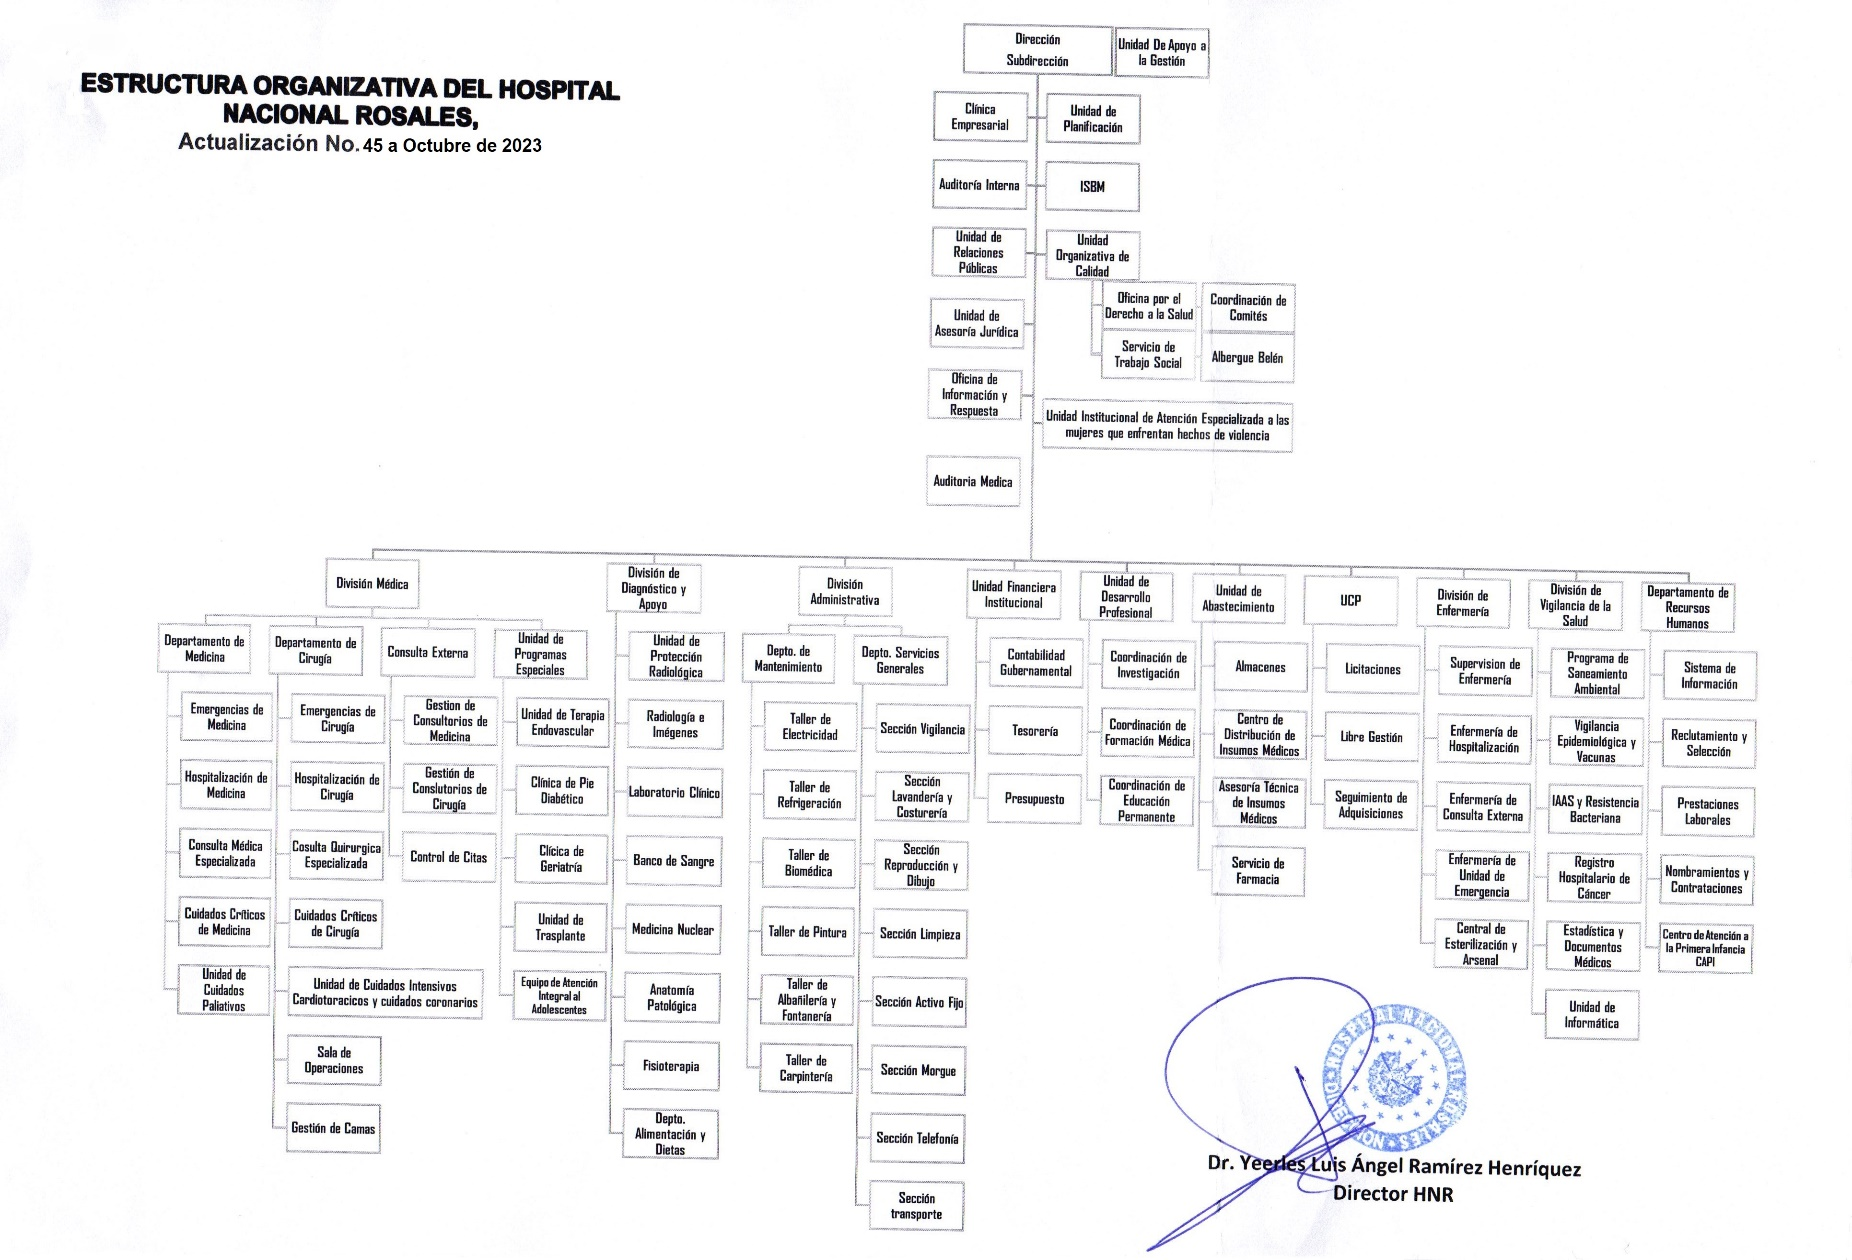 ESTRUCTURA ORGANIZATIVA DEL HOSPITAL
NACIONAL ROSALES,
Actualización No. 45 a Octubre de 2023
Dirección
Subdirección
Unidad De Apoyo a
la Gestión
Clínica
Empresarial
Unidad de
Planificación
Auditoría Interna
ISBM
Unidad de
Relaciones
Públicas
Unidad
Organizativa de
Calidad
Oficina por el
Derecho a la Salud
Coordinación de
Comités
Unidad de
Asesoría Jurídica
Servicio de
Trabajo Social
Albergue Belén
Oficina de
Información y
Respuesta
Unidad Institucional de Atención Especializada a las
mujeres que enfrentan hechos de violencia
Auditoria Medica
División Médica
División de
Diagnóstico y
Apoyo
División
Administrativa
Unidad Financiera
Institucional
Unidad de
Desarrollo
Profesional
Unidad de
Abastecimiento
UCP
División de
Enfermería
División de
Vigilancia de la
Salud
Departamento de
Recursos
Humanos
Departamento de
Medicina
Emergencias de
Medicina
Hospitalización de
Medicina
Consulta Médica
Especializada
Cuidados Críticos
de Medicina
Unidad de
Cuidados
Paliativos
Departamento de
Cirugía
Emergencias de
Cirugía
Hospitalización de
Cirugía
Cosulta Quirurgica
Especializada
Cuidados Críticos
de Cirugía
Unidad de Cuidados Intensivos
Cardiotoracicos y cuidados coronarios
Sala de
Operaciones
Gestión de Camas
Consulta Externa
Gestion de
Consultorios de
Medicina
Gestión de
Conslutorios de
Cirugía
Control de Citas
Unidad de
Programas
Especiales
Unidad de Terapia
Endovascular
Clínica de Pie
Diabético
Clícica de
Geriatría
Unidad de
Trasplante
Equipo de Atención
Integral al
Adolescentes
Unidad de
Protección
Radiológica
Radiología e
Imégenes
Laboratorio Clínico
Banco de Sangre
Medicina Nuclear
Anatomía
Patológica
Fisioterapia
Depto.
Alimentación y
Dietas
Depto. de
Mantenimiento
Taller de
Electricidad
Taller de
Refrigeración
Taller de
Biomédica
Taller de Pintura
Taller de
Albañilería y
Fontanería
Taller de
Carpintería
Depto. Servicios
Generales
Sección Vigilancia
Sección
Lavandería y
Costurería
Sección
Reproducción y
Dibujo
Sección Limpieza
Sección Activo Fijo
Sección Morgue
Sección Telefonía
Sección
transporte
Contabilidad
Gubernamental
Tesorería
Presupuesto
Coordinación de
Investigación
Coordinación de
Formación Médica
Coordinación de
Educación
Permanente
Almacenes
Centro de
Distribución de
Insumos Médicos
Asesoría Técnica
de Insumos
Médicos
Servicio de
Farmacia
Licitaciones
Libre Gestión
Seguimiento de
Adquisiciones
Supervision de
Enfermería
Enfermería de
Hospitalización
Enfermería de
Consulta Externa
Enfermería de
Unidad de
Emergencia
Central de
Esterilización y
Arsenal
Programa de
Saneamiento
Ambiental
Vigilancia
Epidemiológica y
Vacunas
IAAS y Resistencia
Bacteriana
Registro
Hospitalario de
Cáncer
Estadística y
Documentos
Médicos
Unidad de
Informática
Sistema de
Información
Reclutamiento y
Selección
Prestaciones
Laborales
Nombramientos y
Contrataciones
Centro de Atención a
la Primera Infancia
CAPI
HOSPITAL NACIONAL ROSALES
Dr. Yeerles Luis Ángel Ramírez Henríquez
Director HNR